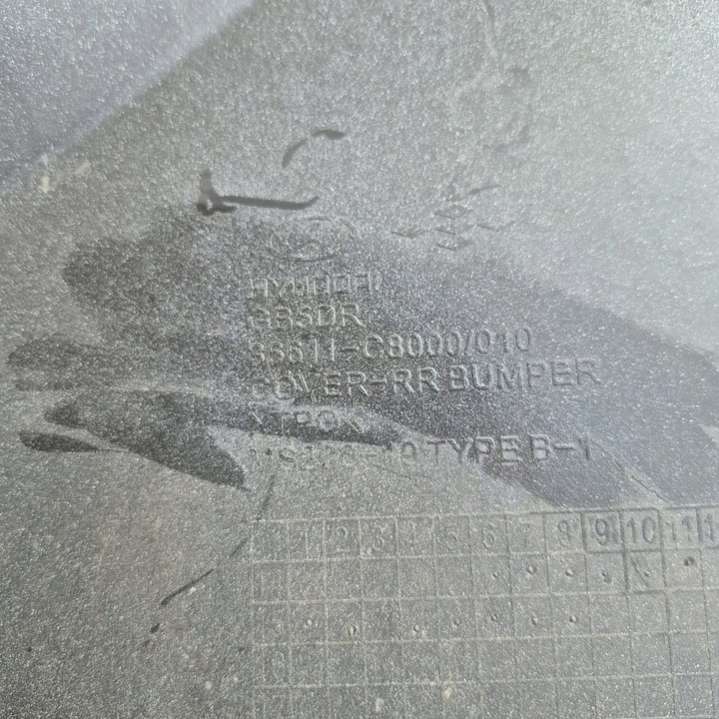 HYUNDAI
GB5DR
86611-C8000/010
COVER-RR BUMPER
TYPE B-1
1 2 3 4 5 6 7 8 9 10 11